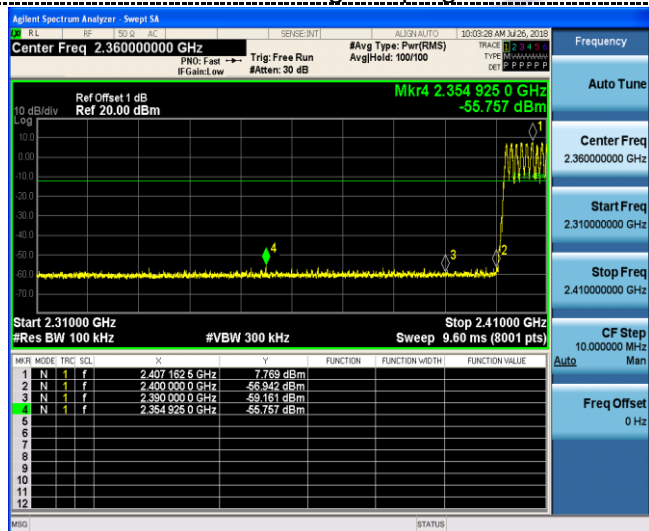 Agilent Spectrum Analyzer - Swept SA
LXI RL RF 50 Ω AC SENSE:INT ALIGN AUTO 10:03:28 AM Jul 26, 2018
Center Freq 2.360000000 GHz #Avg Type: Pwr(RMS) TRACE 1 2 3 4 5 6
PNO: Fast Trig: Free Run Avg|Hold: 100/100 TYPE M
IFGain:Low #Atten: 30 dB DET P P P P P P
Frequency
Auto Tune
Center Freq
2.360000000 GHz
Start Freq
2.310000000 GHz
Stop Freq
2.410000000 GHz
CF Step
10.000000 MHz
Auto Man
Freq Offset
0 Hz
Mkr4 2.354 925 0 GHz
-55.757 dBm
Ref Offset 1 dB
10 dB/div Ref 20.00 dBm
Log
10.0
0.00
-10.0
-20.0
-30.0
-40.0
-50.0
-60.0
-70.0
1
2
3
4
Start 2.31000 GHz Stop 2.41000 GHz
#Res BW 100 kHz #VBW 300 kHz Sweep 9.60 ms (8001 pts)
MKR MODE TRC SCL X Y FUNCTION FUNCTION WIDTH FUNCTION VALUE
1 N 1 f 2.407 162 5 GHz 7.769 dBm
2 N 1 f 2.400 000 0 GHz -56.942 dBm
3 N 1 f 2.390 000 0 GHz -59.161 dBm
4 N 1 f 2.354 925 0 GHz -55.757 dBm
5
6
7
8
9
10
11
12
MSG STATUS